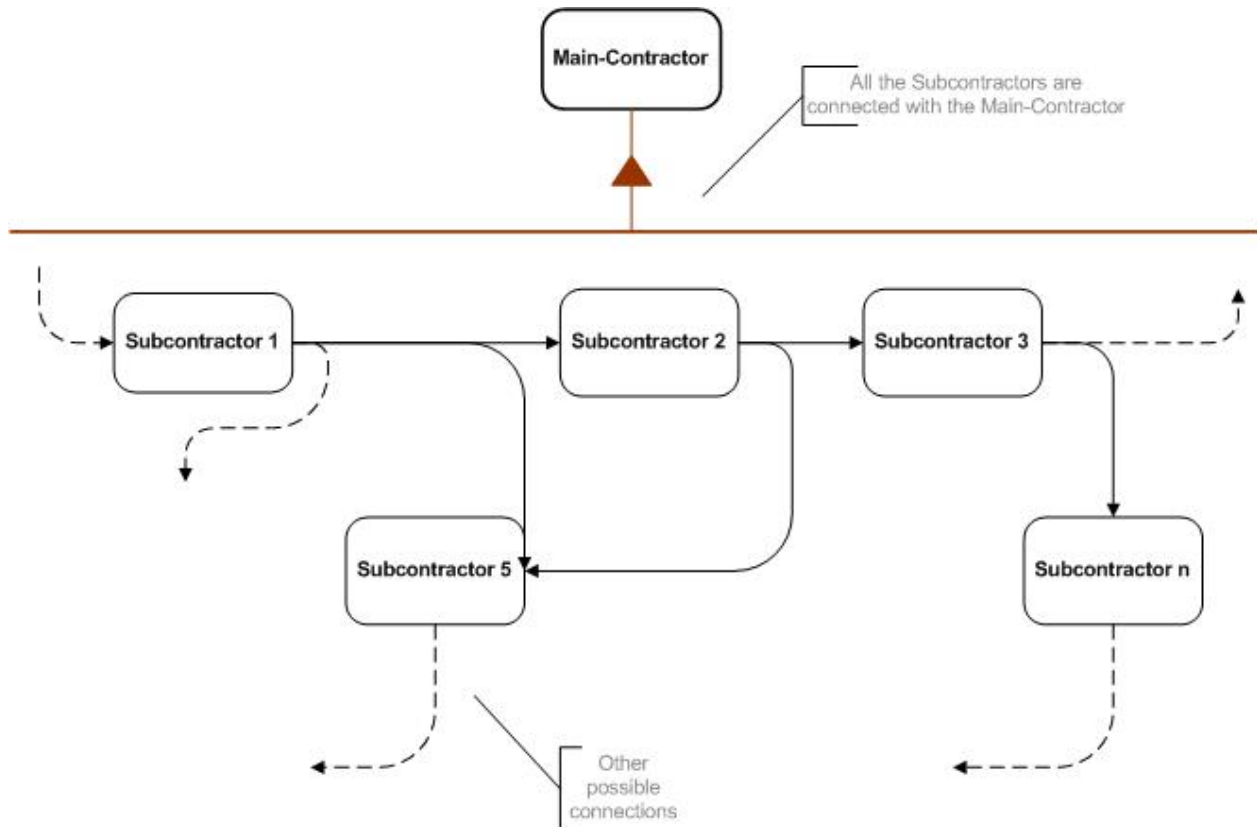 Main-Contractor
All the Subcontractors are
connected with the Main-Contractor
Subcontractor 1
Subcontractor 2
Subcontractor 3
Subcontractor 5
Subcontractor n
Other
possible
connections